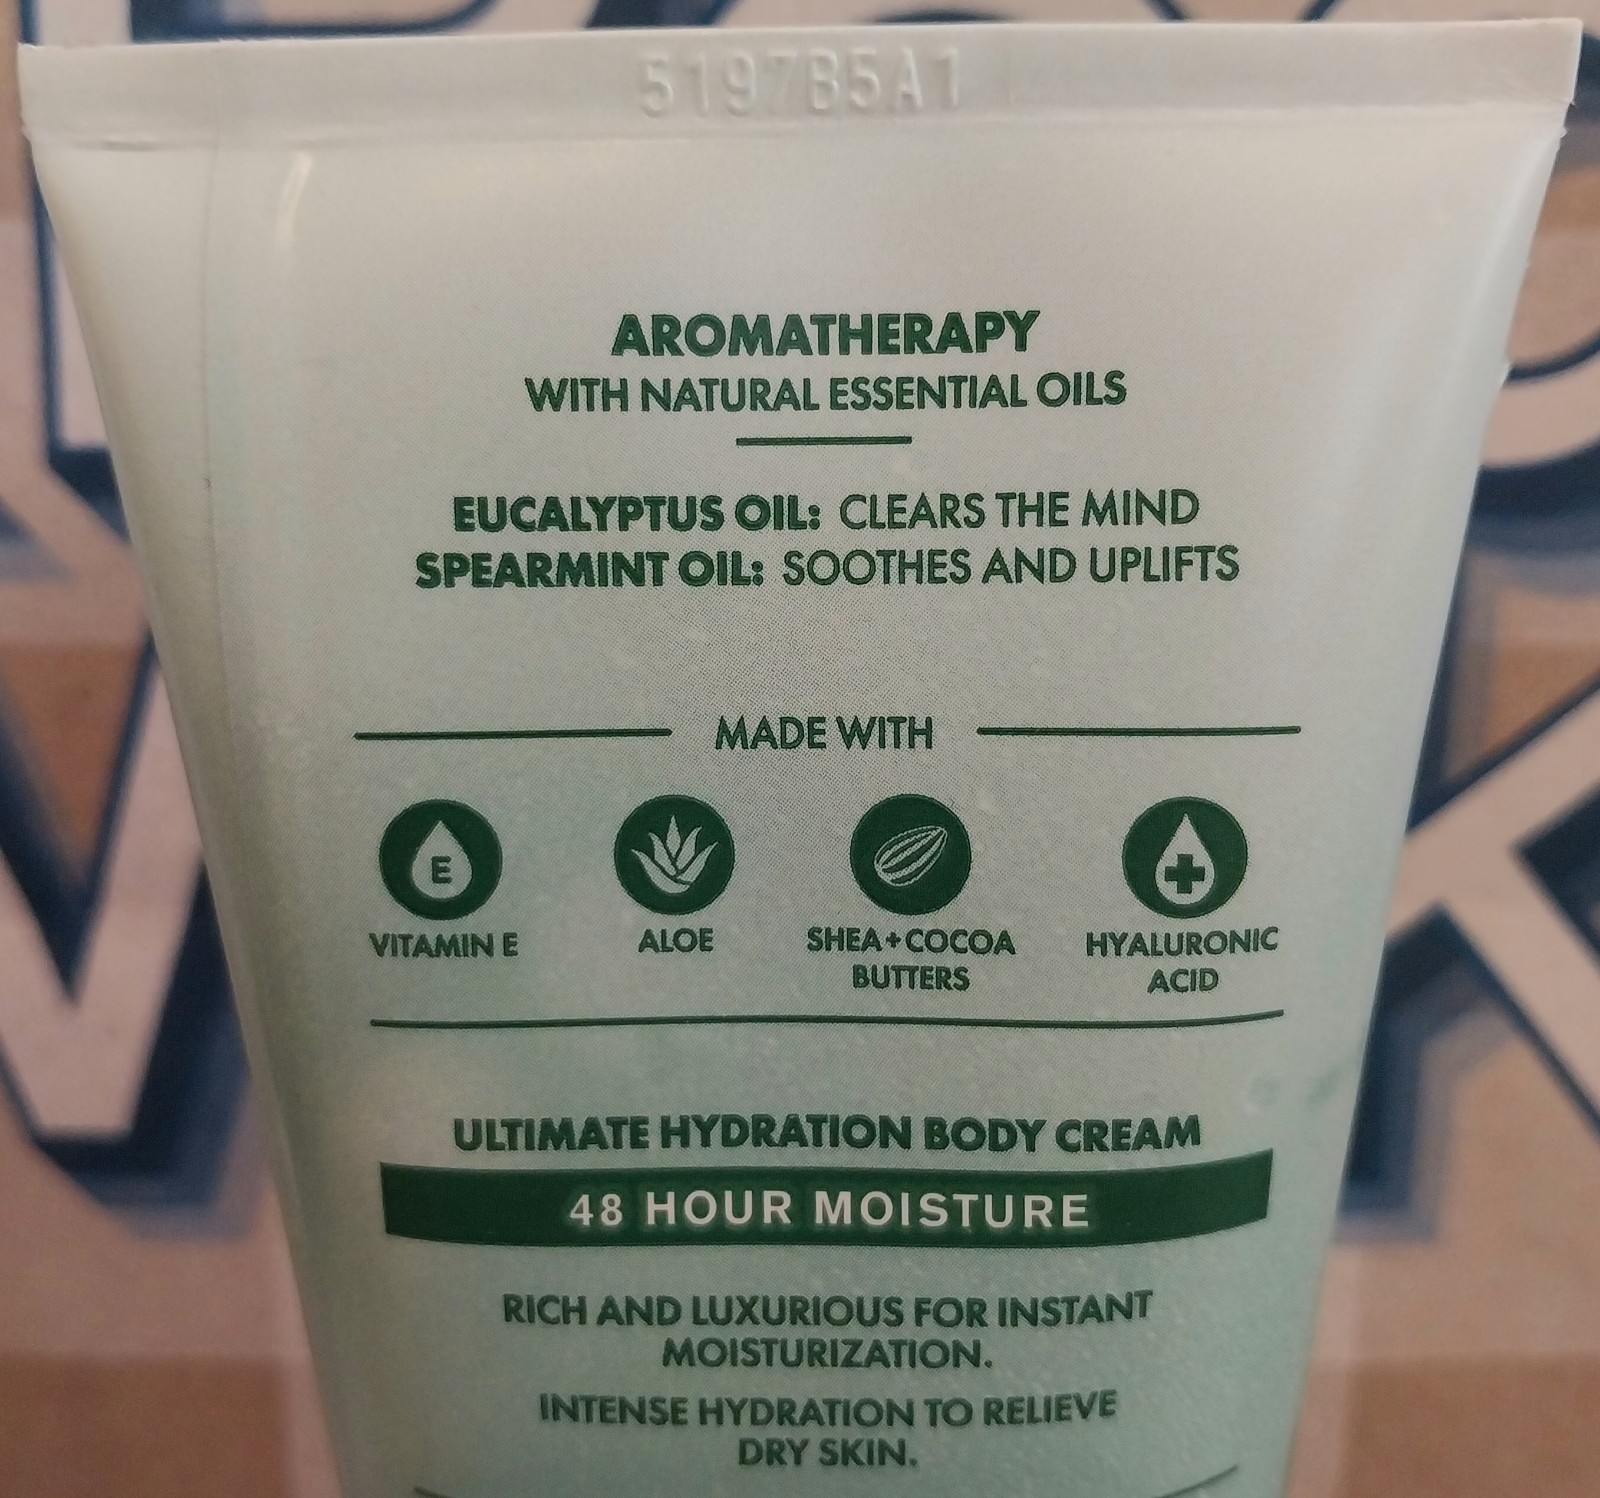 5197B5A1
AROMATHERAPY
WITH NATURAL ESSENTIAL OILS
EUCALYPTUS OIL: CLEARS THE MIND
SPEARMINT OIL: SOOTHES AND UPLIFTS
MADE WITH
E
VITAMIN E
ALOE
SHEA+COCOA
BUTTERS
HYALURONIC
ACID
ULTIMATE HYDRATION BODY CREAM
48 HOUR MOISTURE
RICH AND LUXURIOUS FOR INSTANT
MOISTURIZATION.
INTENSE HYDRATION TO RELIEVE
DRY SKIN.